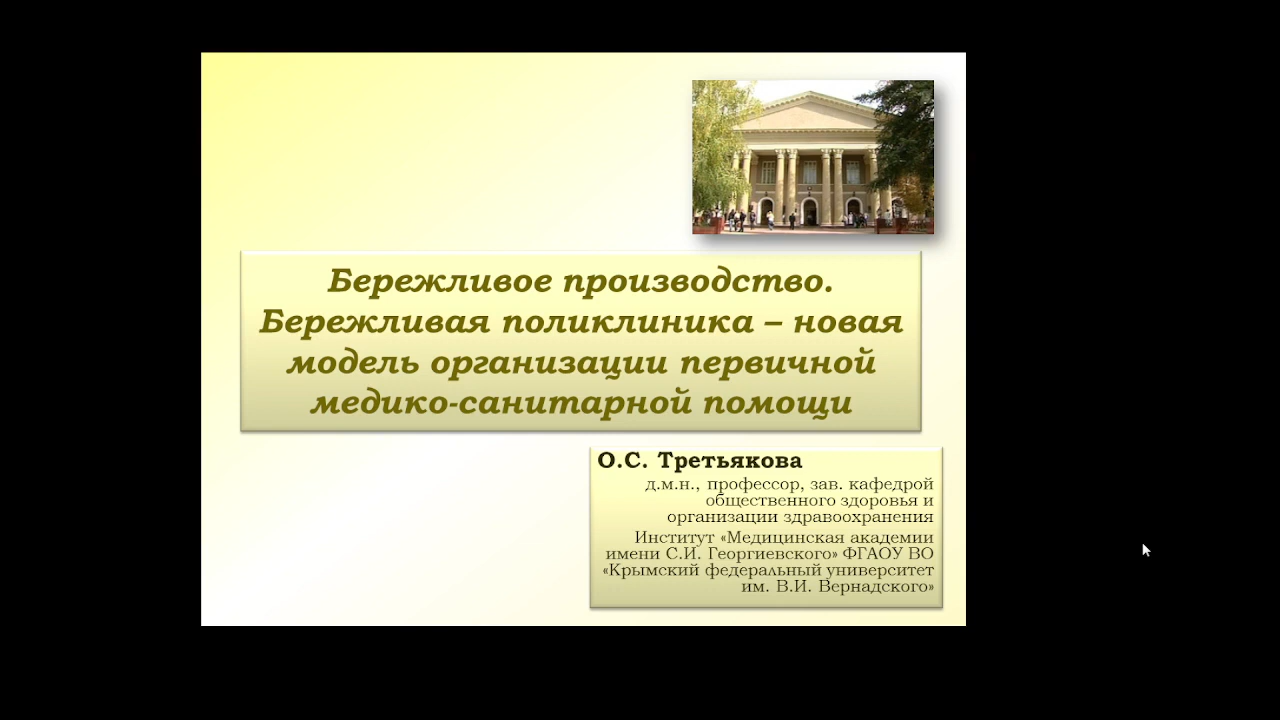 Бережливое производство.
Бережливая поликлиника – новая
модель организации первичной
медико-санитарной помощи
О.С. Третьякова
д.м.н., профессор, зав. кафедрой
общественного здоровья и
организации здравоохранения
Институт «Медицинская академии
имени С.И. Георгиевского» ФГАОУ ВО
«Крымский федеральный университет
им. В.И. Вернадского»